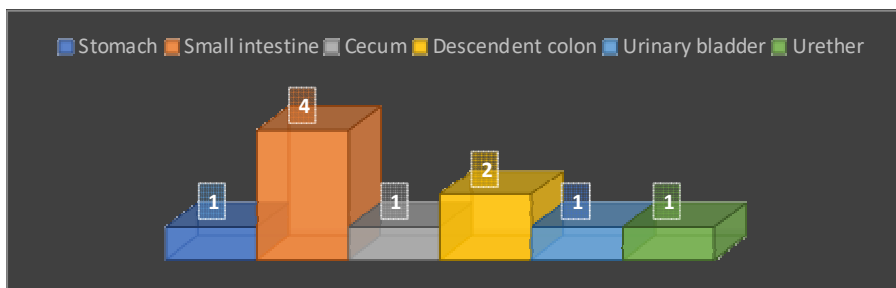 Stomach Small intestine Cecum Descendent colon Urinary bladder Urether
4
2
1 1 1 1